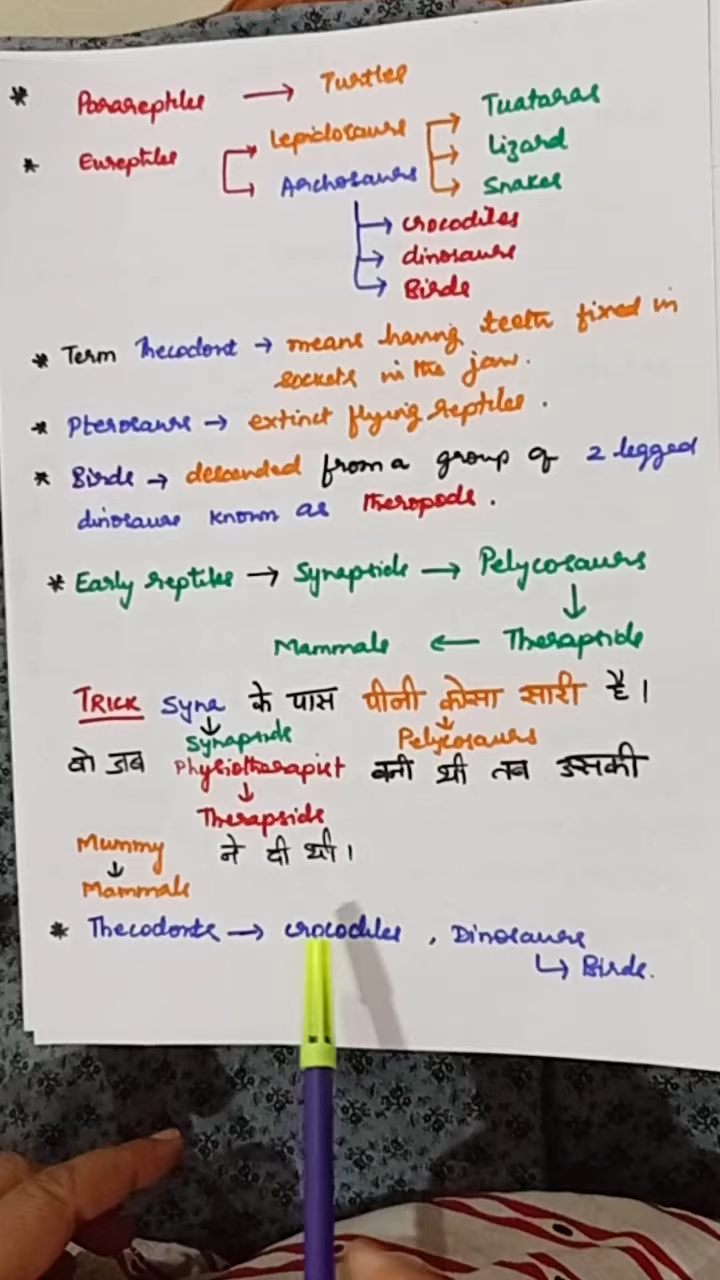 * Parareptiles → Turtles
* Eureptiles → Lepidosaurs → Tuataras
Lizard
Archosaurs Snakes
→ crocodiles
→ dinosaurs
→ Birds
* Term Thecodont → means having teeth fixed in
sockets in the jaw.
* Pterosaurs → extinct flying reptiles.
* Birds → descended from a group of 2 legged
dinosaurs known as theropods.
* Early reptiles → Synapsids → Pelycosaurs
↓
Mammals ← Therapsids
TRICK Syna के पास पीली कोसा सारी है।
↓ Synapsids ↓ Pelycosaurs
वो जब Physiotherapist बनी थी तब उसकी
↓
Therapsids
Mummy ने दी थी।
↓
Mammals
* Thecodonts → crocodiles, Dinosaurs
↳ Birds.